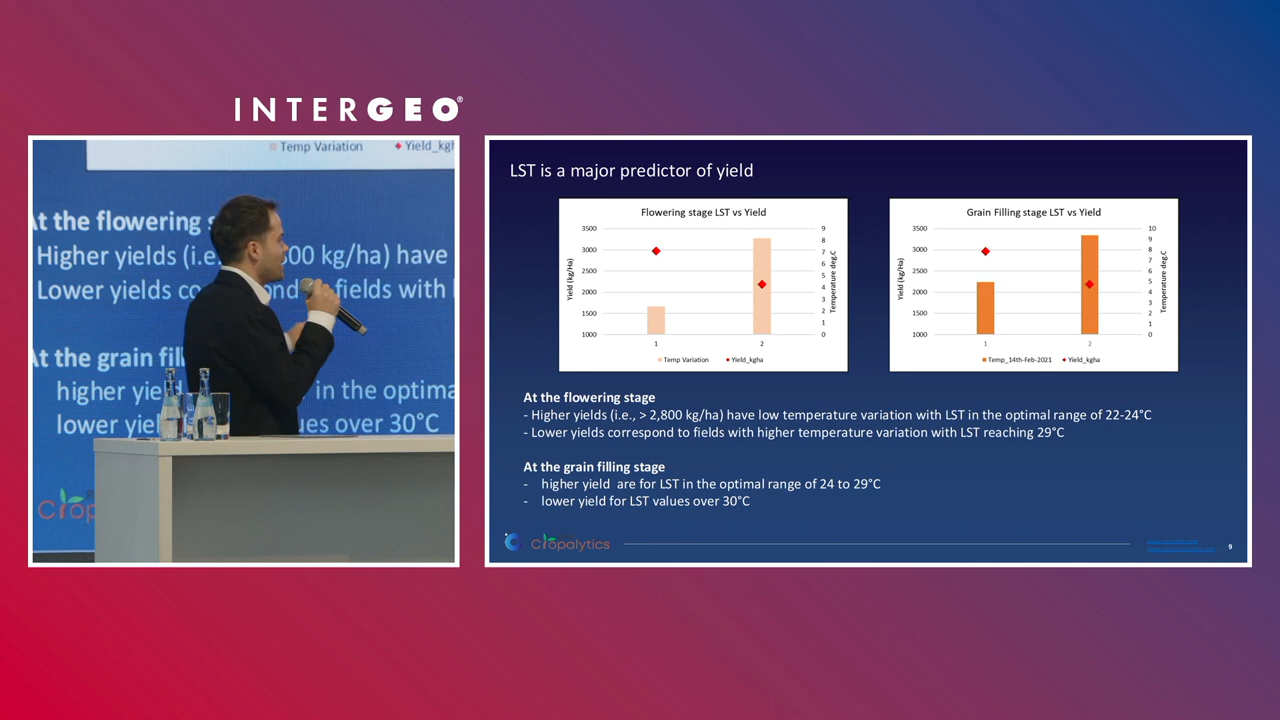 INTERGEO®
Temp Variation Yield_kgh
At the flowering s
Higher yields (i.e. 300 kg/ha) have
Lower yields co ond fields with
At the grain fill
higher yiel in the optima
lower yiel ues over 30°C
Crop
LST is a major predictor of yield
Flowering stage LST vs Yield
3500
3000
2500
2000
1500
1000
Yield (kg/Ha)
9
8
7
6
5
4
3
2
1
0
Temperature deg.C
1 2
Temp Variation Yield_kgha
Grain Filling stage LST vs Yield
3500
3000
2500
2000
1500
1000
Yield (kg/Ha)
10
9
8
7
6
5
4
3
2
1
0
Temperature deg.C
1 2
Temp_14th-Feb-2021 Yield_kgha
At the flowering stage
- Higher yields (i.e., > 2,800 kg/ha) have low temperature variation with LST in the optimal range of 22-24°C
- Lower yields correspond to fields with higher temperature variation with LST reaching 29°C
At the grain filling stage
- higher yield are for LST in the optimal range of 24 to 29°C
- lower yield for LST values over 30°C
Cropalytics
9